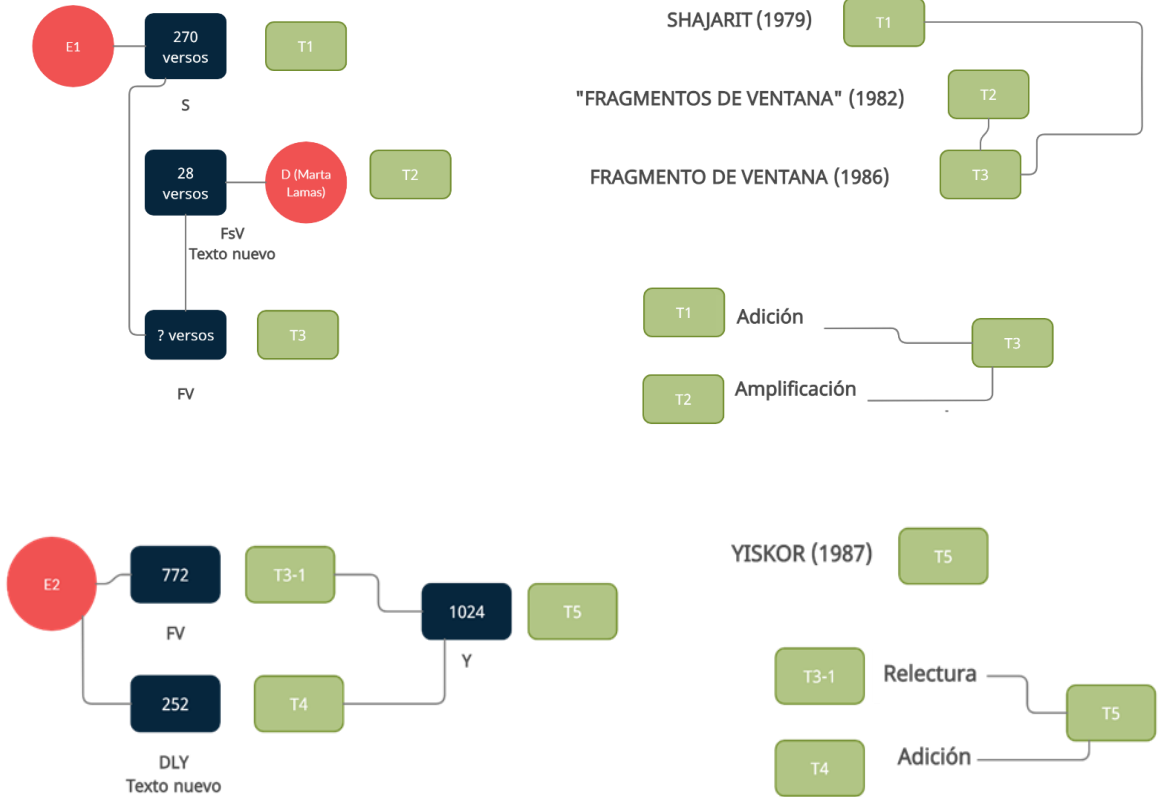 E1
270
versos
T1
S
28
versos
D (Marta
Lamas)
T2
FsV
Texto nuevo
? versos
T3
FV
SHAJARIT (1979)
T1
"FRAGMENTOS DE VENTANA" (1982)
T2
FRAGMENTO DE VENTANA (1986)
T3
T1
Adición
T3
T2
Amplificación
E2
772
T3-1
FV
1024
T5
Y
252
T4
DLY
Texto nuevo
YISKOR (1987)
T5
T3-1
Relectura
T5
T4
Adición